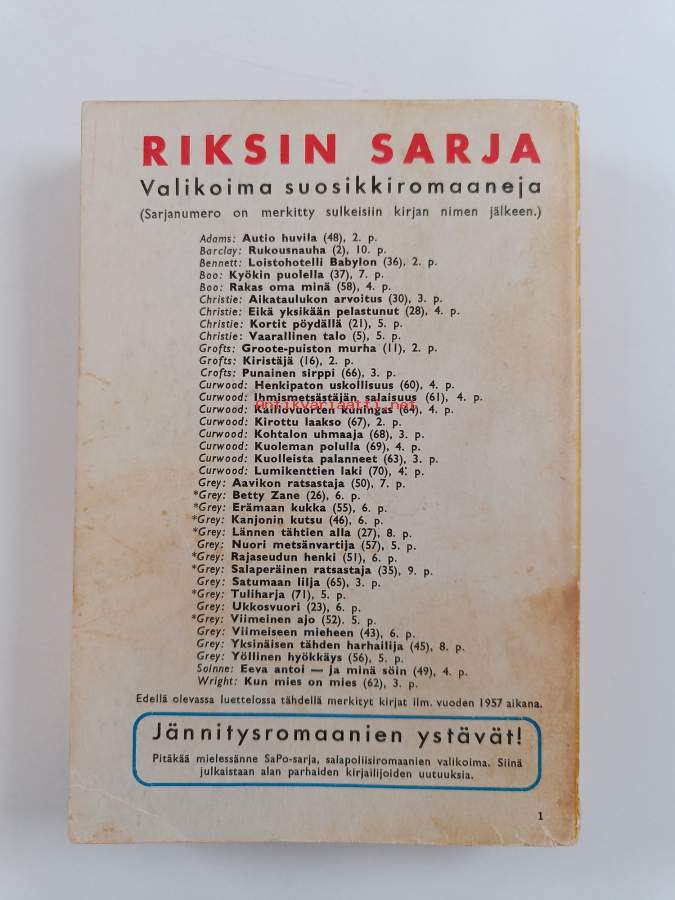 RIKSIN SARJA
Valikoima suosikkiromaaneja
(Sarjanumero on merkitty sulkeisiin kirjan nimen jälkeen.)
Adams: Autio huvila (48), 2. p.
Barclay: Rukousnauha (2), 10. p.
Bennett: Loistohotelli Babylon (36), 2. p.
Boo: Kyökin puolella (37), 7. p.
Boo: Rakas oma minä (58), 4. p.
Christie: Aikataulukon arvoitus (30), 3. p.
Christie: Eikä yksikään pelastunut (28), 4. p.
Christie: Kortit pöydällä (21), 5. p.
Christie: Vaarallinen talo (5), 5. p.
Grofts: Groote-puiston murha (11), 2. p.
Grofts: Kiristäjä (16), 2. p.
Crofts: Punainen sirppi (66), 3. p.
Curwood: Henkipaton uskollisuus (60), 4. p.
Curwood: Ihmismetsästäjän salaisuus (61), 4. p.
Antikvariaatti.net
Curwood: Kalliovuorten kuningas (64), 4. p.
Curwood: Kirottu laakso (67), 2. p.
Curwood: Kohtalon uhmaaja (68), 3. p.
Curwood: Kuoleman polulla (69), 4. p.
Curwood: Kuolleista palanneet (63), 3. p.
Curwood: Lumikenttien laki (70), 4. p.
Grey: Aavikon ratsastaja (50), 7. p.
*Grey: Betty Zane (26), 6. p.
*Grey: Erämaan kukka (55), 6. p.
*Grey: Kanjonin kutsu (46), 6. p.
*Grey: Lännen tähtien alla (27), 8. p.
Grey: Nuori metsänvartija (57), 5. p.
*Grey: Rajaseudun henki (51), 6. p.
*Grey: Salaperäinen ratsastaja (35), 9. p.
Grey: Satumaan lilja (65), 3. p.
*Grey: Tuliharja (71), 5. p.
Grey: Ukkosvuori (23), 6. p.
*Grey: Viimeinen ajo (52). 5. p.
Grey: Viimeiseen mieheen (43), 6. p.
Grey: Yksinäisen tähden harhailija (45), 8. p.
Grey: Yöllinen hyökkäys (56), 5. p.
Soinne: Eeva antoi — ja minä söin (49), 4. p.
Wright: Kun mies on mies (62), 3. p.
Edellä olevassa luettelossa tähdellä merkityt kirjat ilm. vuoden 1957 aikana.
Jännitysromaanien ystävät!
Pitäkää mielessänne SaPo-sarja, salapoliisiromaanien valikoima. Siinä
julkaistaan alan parhaiden kirjailijoiden uutuuksia.
1